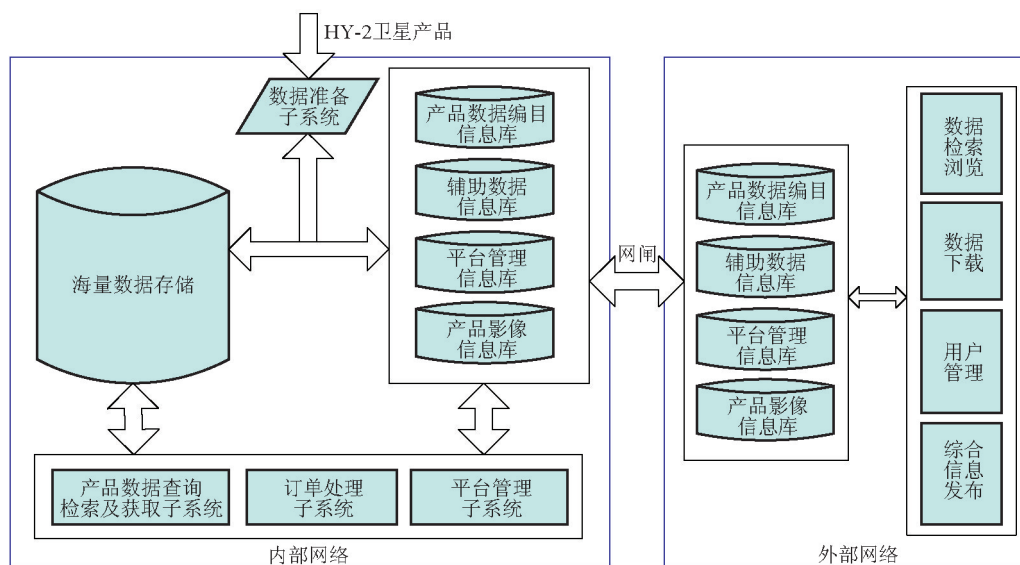 HY-2卫星产品
数据准备
子系统
产品数据编目
信息库
辅助数据
信息库
平台管理
信息库
产品影像
信息库
海量数据存储
产品数据查询
检索及获取子系统
订单处理
子系统
平台管理
子系统
内部网络
网闸
产品数据编目
信息库
辅助数据
信息库
平台管理
信息库
产品影像
信息库
数据
检索
浏览
数据
下载
用户
管理
综合
信息
发布
外部网络